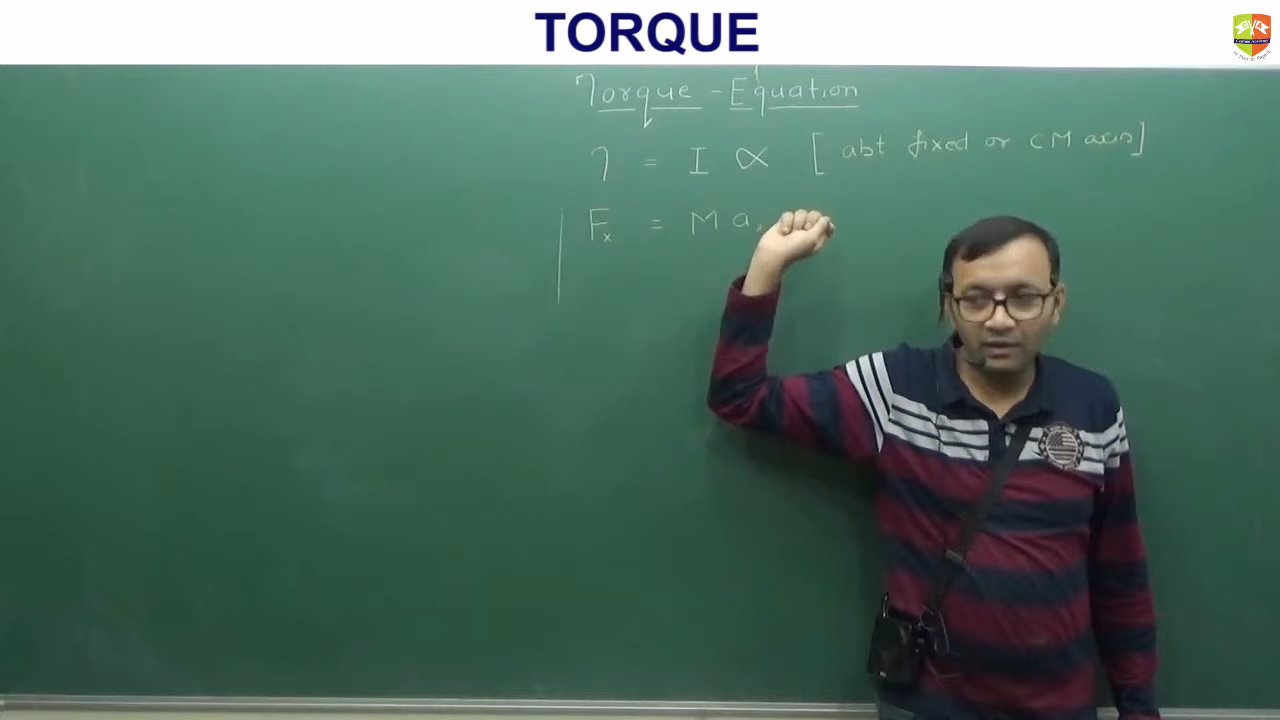 TORQUE
Torque - Equation
τ = I α [abt fixed or CM axis]
Fx = M a